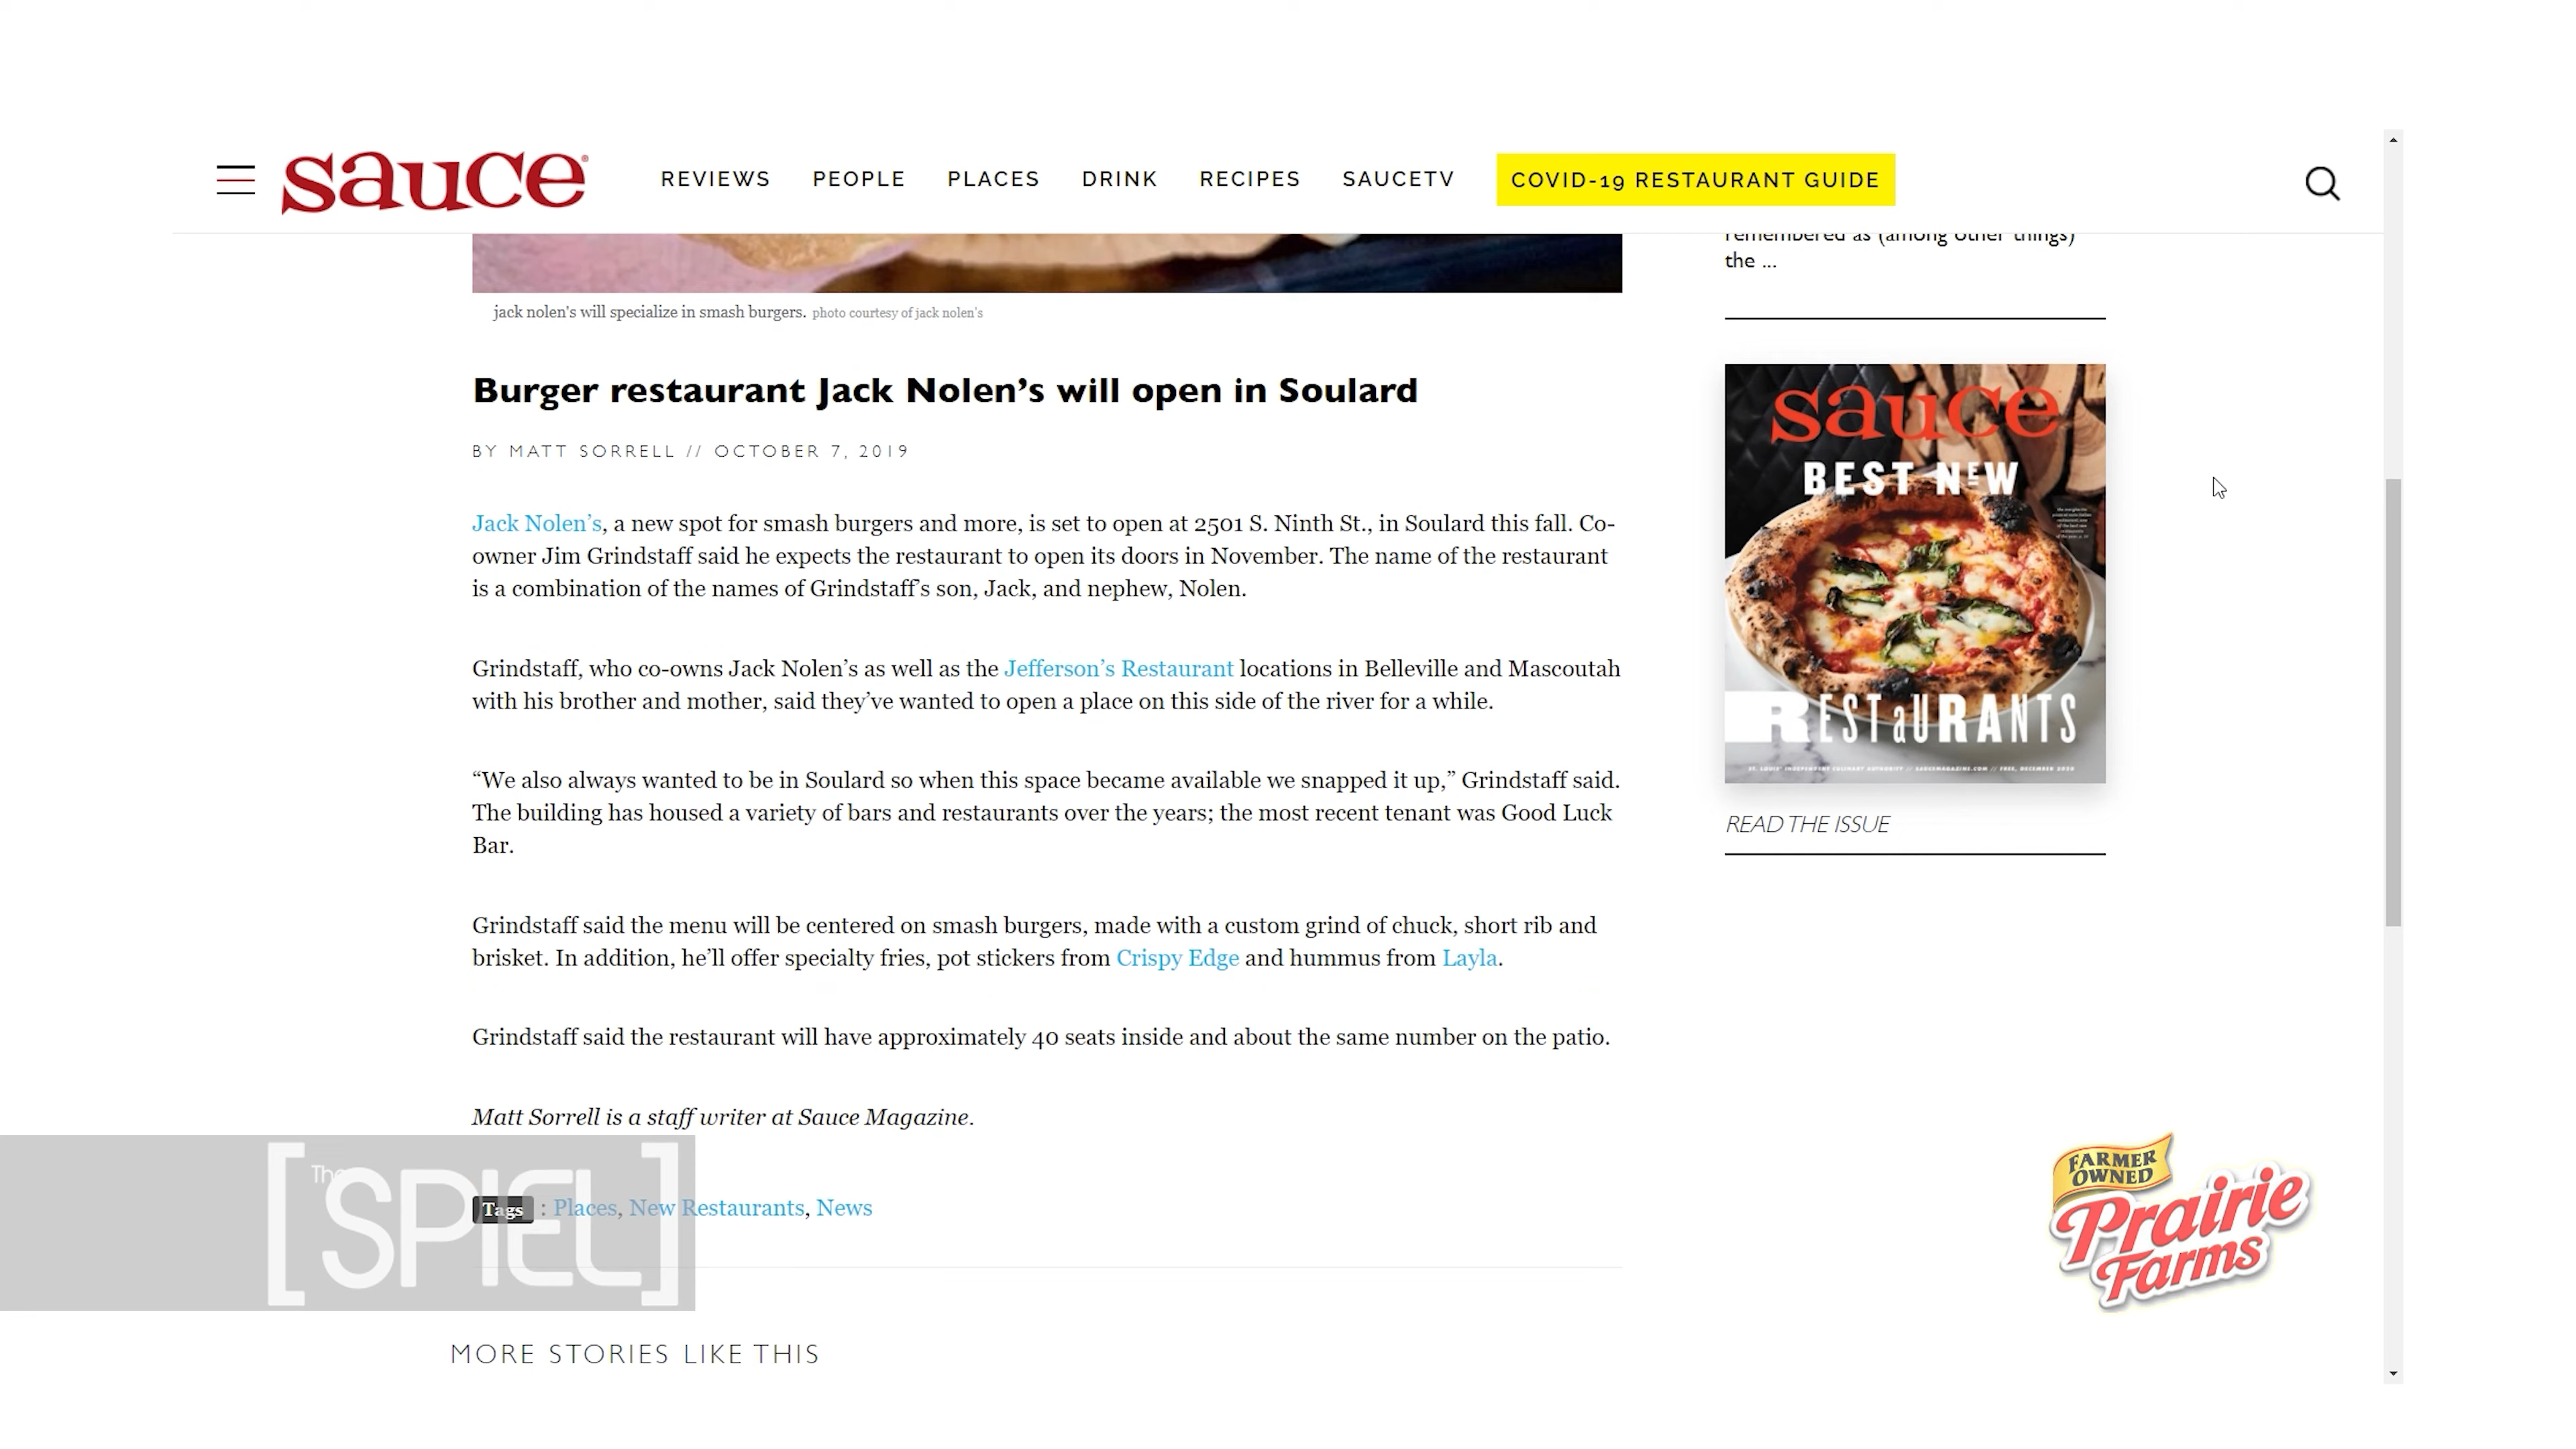 sauce
REVIEWS PEOPLE PLACES DRINK RECIPES SAUCETV COVID-19 RESTAURANT GUIDE
remembered as (among other things)
the ...
jack nolen's will specialize in smash burgers. photo courtesy of jack nolen's
Burger restaurant Jack Nolen’s will open in Soulard
BY MATT SORRELL // OCTOBER 7, 2019
Jack Nolen’s, a new spot for smash burgers and more, is set to open at 2501 S. Ninth St., in Soulard this fall. Co-
owner Jim Grindstaff said he expects the restaurant to open its doors in November. The name of the restaurant
is a combination of the names of Grindstaff’s son, Jack, and nephew, Nolen.
Grindstaff, who co-owns Jack Nolen’s as well as the Jefferson’s Restaurant locations in Belleville and Mascoutah
with his brother and mother, said they’ve wanted to open a place on this side of the river for a while.
“We also always wanted to be in Soulard so when this space became available we snapped it up,” Grindstaff said.
The building has housed a variety of bars and restaurants over the years; the most recent tenant was Good Luck
Bar.
Grindstaff said the menu will be centered on smash burgers, made with a custom grind of chuck, short rib and
brisket. In addition, he’ll offer specialty fries, pot stickers from Crispy Edge and hummus from Layla.
Grindstaff said the restaurant will have approximately 40 seats inside and about the same number on the patio.
Matt Sorrell is a staff writer at Sauce Magazine.
Tags : Places, New Restaurants, News
MORE STORIES LIKE THIS
sauce
BEST NEW
RESTAURANTS
ST. LOUIS' INDEPENDENT CULINARY AUTHORITY // SAUCEMAGAZINE.COM // FREE, DECEMBER 2020
READ THE ISSUE
[The SPIEL]
FARMER
OWNED
Prairie
Farms